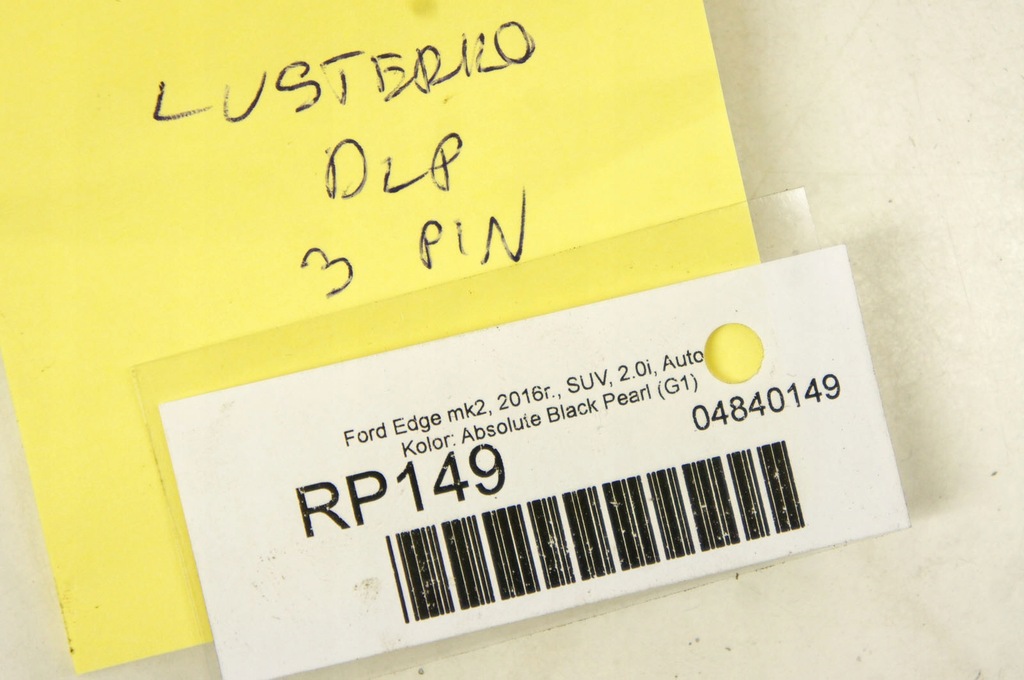 LUSTERKO
DLP
3 PIN
Ford Edge mk2, 2016r., SUV, 2.0i, Auto
Kolor: Absolute Black Pearl (G1)
04840149
RP149